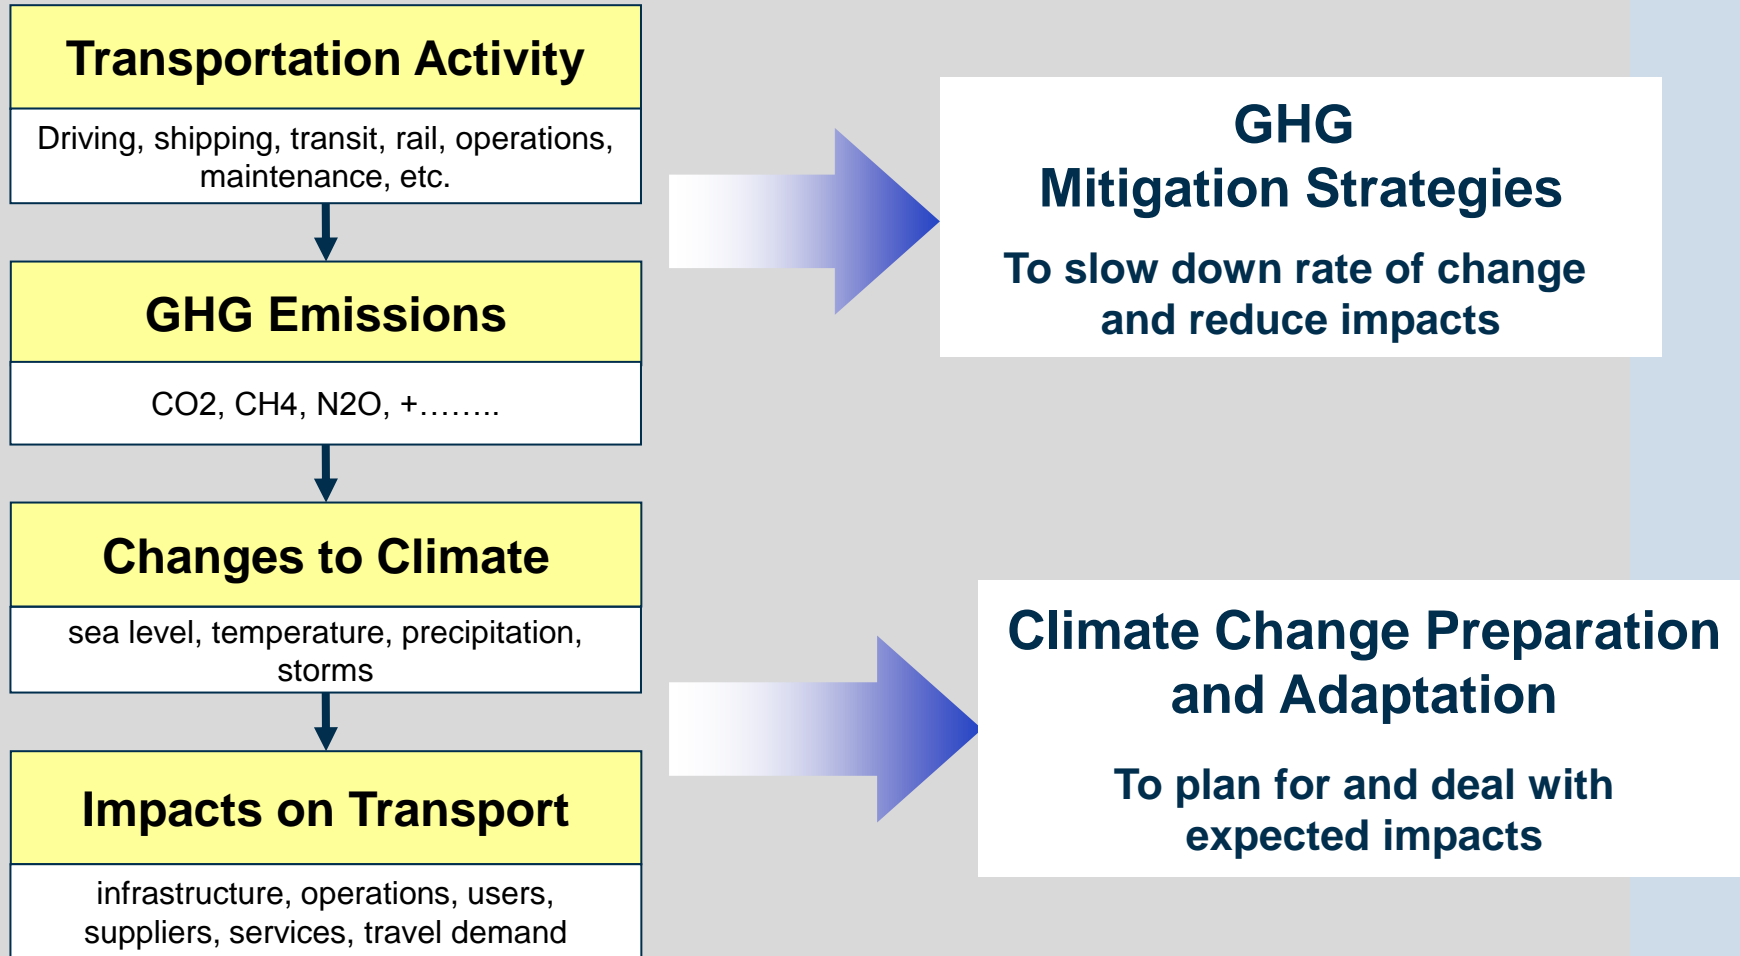 Transportation Activity
Driving, shipping, transit, rail, operations,
maintenance, etc.
GHG Emissions
CO2, CH4, N2O, +……..
Changes to Climate
sea level, temperature, precipitation,
storms
Impacts on Transport
infrastructure, operations, users,
suppliers, services, travel demand
GHG
Mitigation Strategies
To slow down rate of change
and reduce impacts
Climate Change Preparation
and Adaptation
To plan for and deal with
expected impacts